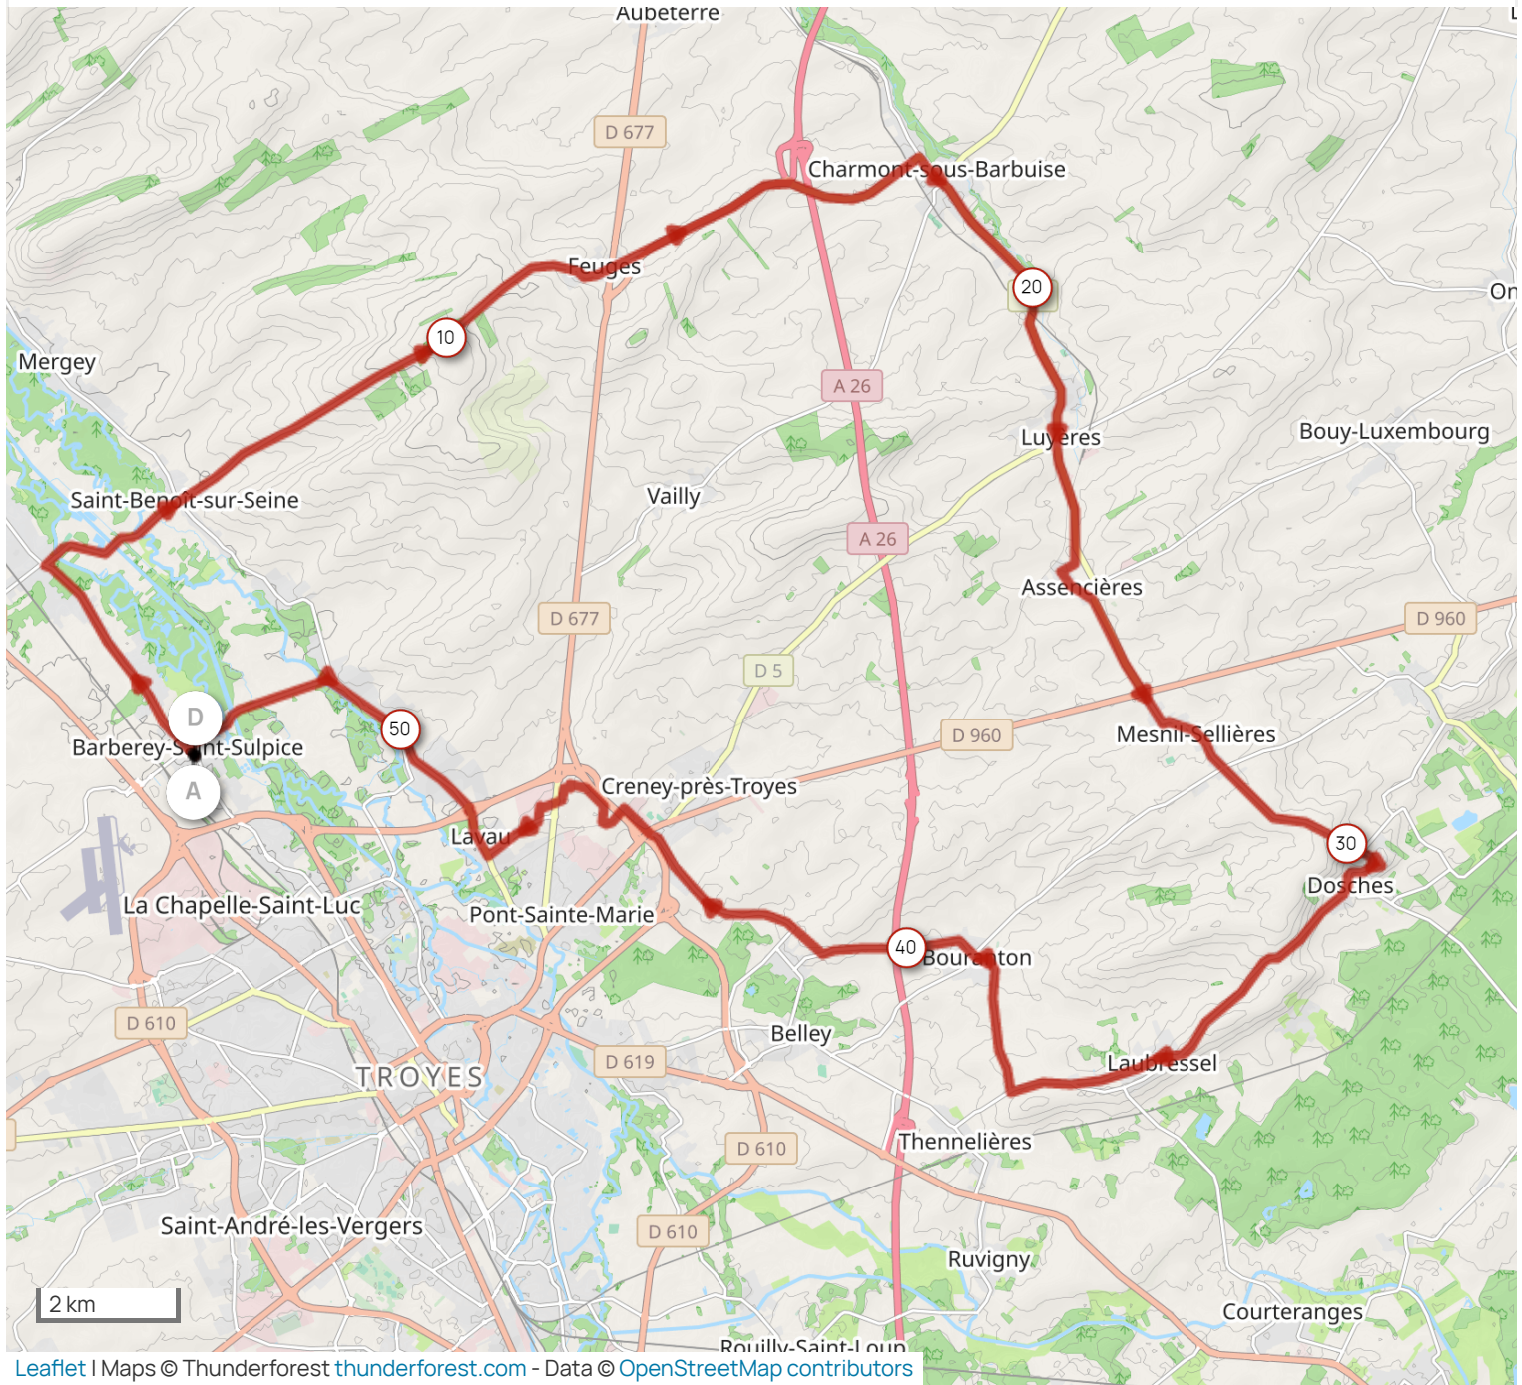 Aubeterre
D 677
Charmont-sous-Barbuise
Feuges
20
On
10
Mergey
A 26
Luyères
Bouy-Luxembourg
Saint-Benoît-sur-Seine
Vailly
A 26
Assencières
D 677
D 960
D 5
D
50
D 960
Mesnil-Sellières
Barberey-Saint-Sulpice
A
Creney-près-Troyes
Lavau
30
Dosches
La Chapelle-Saint-Luc
Pont-Sainte-Marie
40
Bouranton
D 610
Belley
D 619
Laubressel
TROYES
Thennelières
D 610
Saint-André-les-Vergers
D 610
Ruvigny
2 km
Courteranges
Rouilly-Saint-Loup
Leaflet | Maps © Thunderforest thunderforest.com - Data © OpenStreetMap contributors